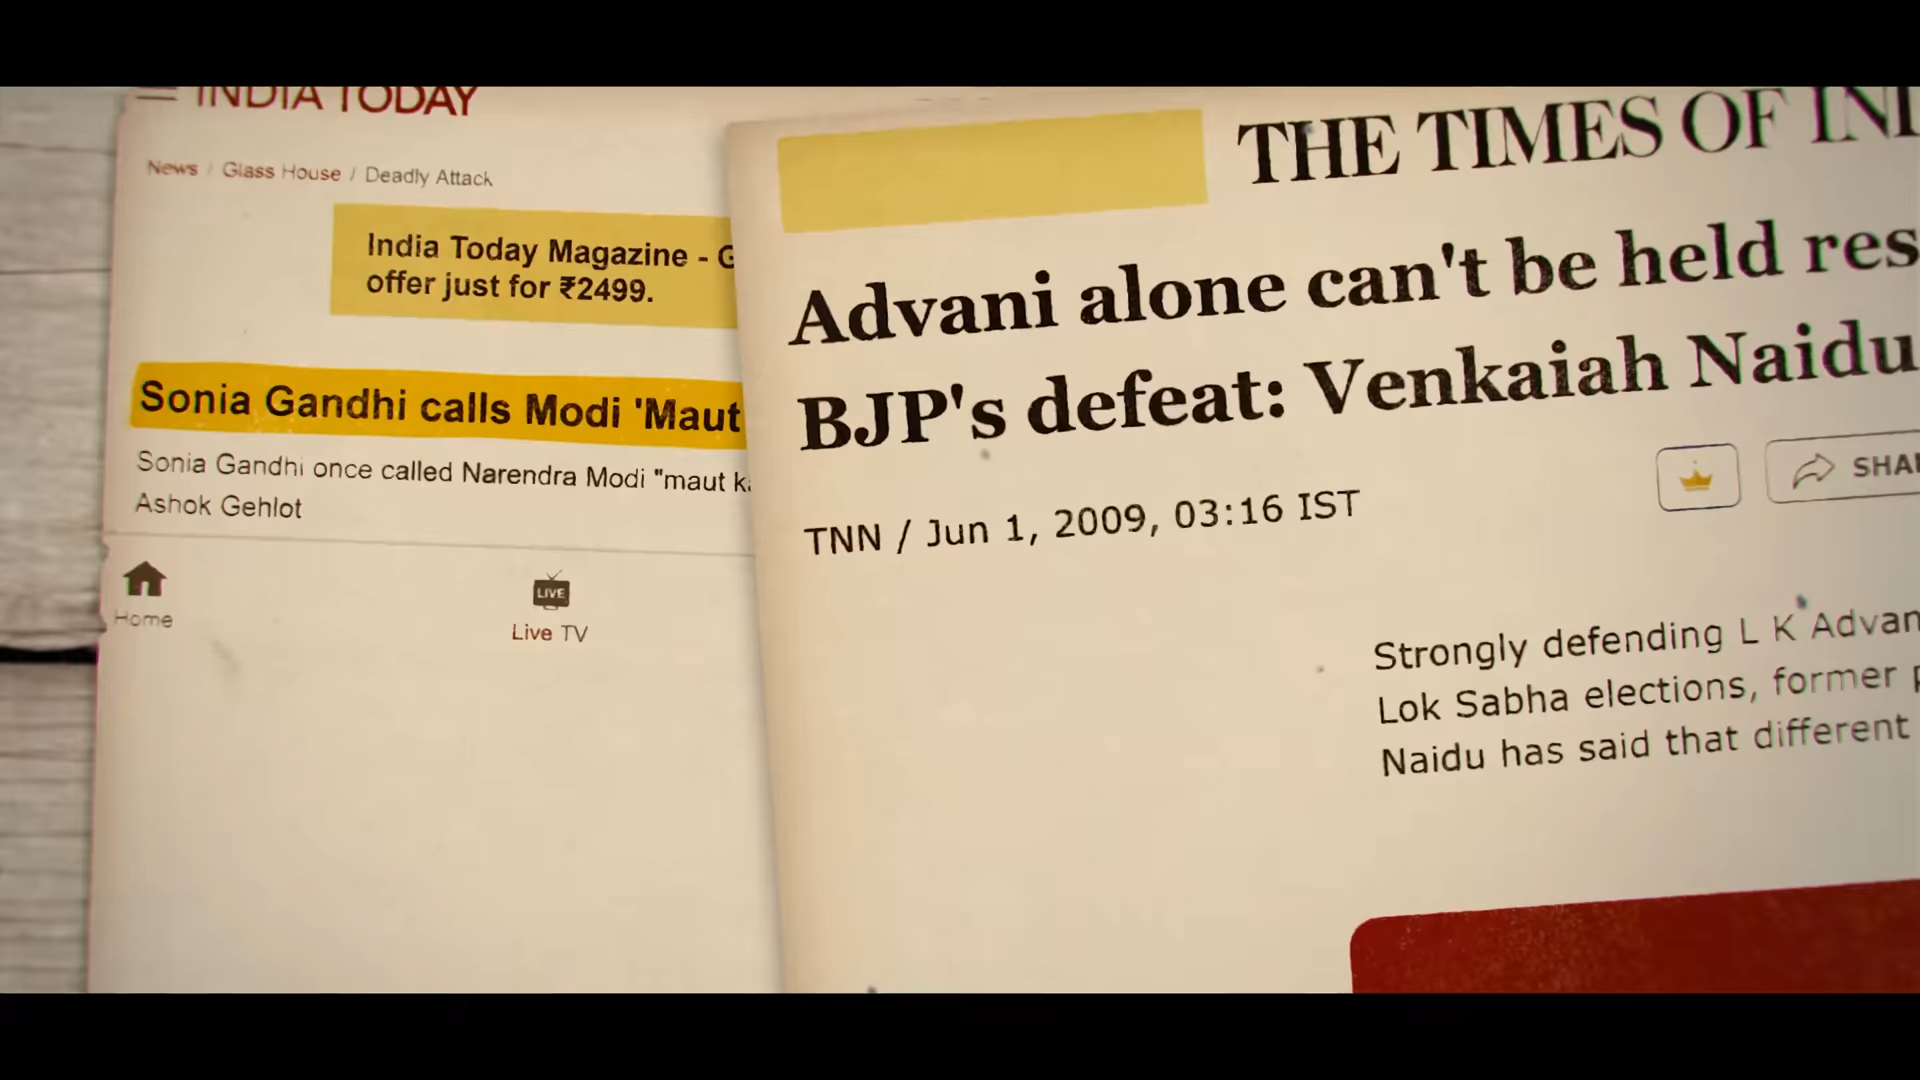 INDIA TODAY
News / Glass House / Deadly Attack
India Today Magazine - G
offer just for ₹2499.
Sonia Gandhi calls Modi 'Maut
Sonia Gandhi once called Narendra Modi "maut ka
Ashok Gehlot
Home
LIVE
Live TV
THE TIMES OF IN
Advani alone can't be held res
BJP's defeat: Venkaiah Naidu
TNN / Jun 1, 2009, 03:16 IST
SHA
Strongly defending L K Advan
Lok Sabha elections, former p
Naidu has said that different